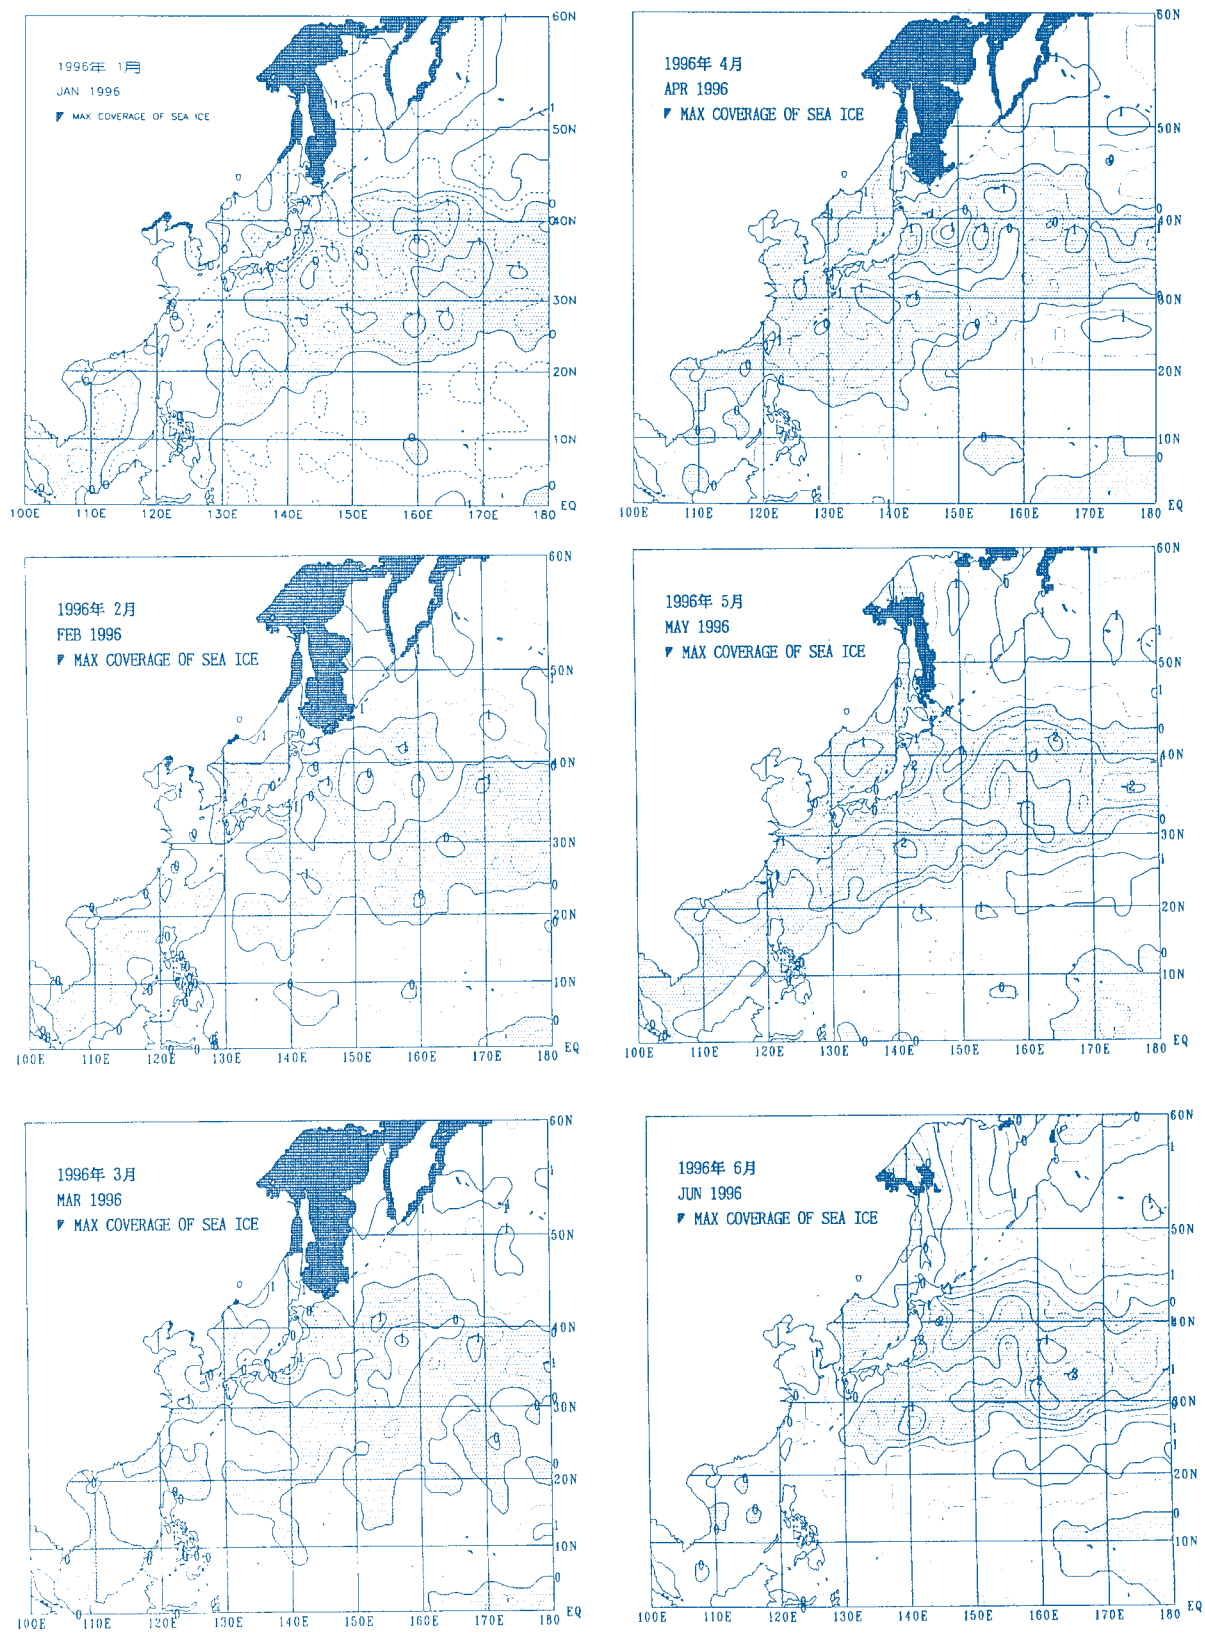 1996年 1月
JAN 1996
MAX COVERAGE OF SEA ICE
60N
50N
40N
30N
20N
10N
EQ
100E 110E 120E 130E 140E 150E 160E 170E 180
1996年 4月
APR 1996
MAX COVERAGE OF SEA ICE
60N
50N
40N
30N
20N
10N
EQ
100E 110E 120E 130E 140E 150E 160E 170E 180
1996年 2月
FEB 1996
MAX COVERAGE OF SEA ICE
60N
50N
40N
30N
20N
10N
EQ
100E 110E 120E 130E 140E 150E 160E 170E 180
1996年 5月
MAY 1996
MAX COVERAGE OF SEA ICE
60N
50N
40N
30N
20N
10N
EQ
100E 110E 120E 130E 140E 150E 160E 170E 180
1996年 3月
MAR 1996
MAX COVERAGE OF SEA ICE
60N
50N
40N
30N
20N
10N
EQ
100E 110E 120E 130E 140E 150E 160E 170E 180
1996年 6月
JUN 1996
MAX COVERAGE OF SEA ICE
60N
50N
40N
30N
20N
10N
EQ
100E 110E 120E 130E 140E 150E 160E 170E 180